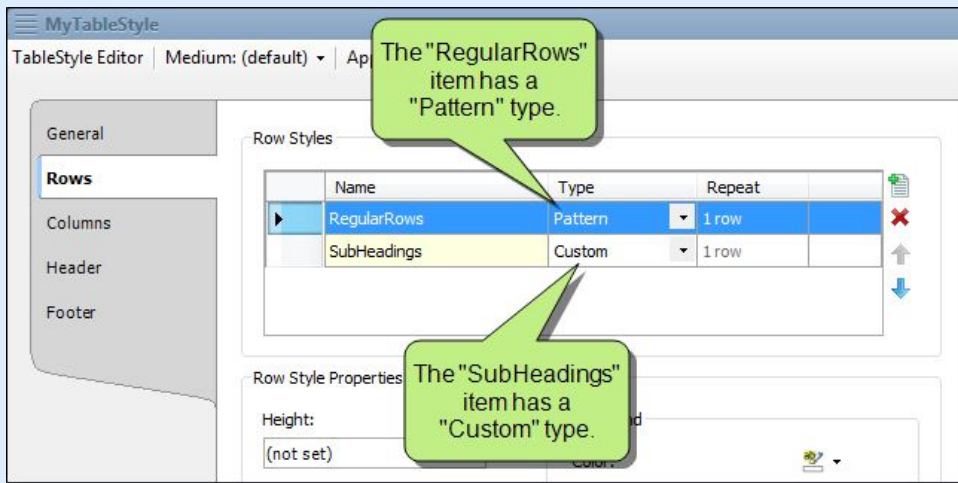 MyTableStyle
TableStyle Editor Medium: (default) Ap
The "RegularRows"
item has a
"Pattern" type.
General
Rows
Columns
Header
Footer
Row Styles
Name Type Repeat
RegularRows Pattern 1 row
SubHeadings Custom 1 row
The "SubHeadings"
item has a
"Custom" type.
Row Style Properties
Height:
(not set)
Color: